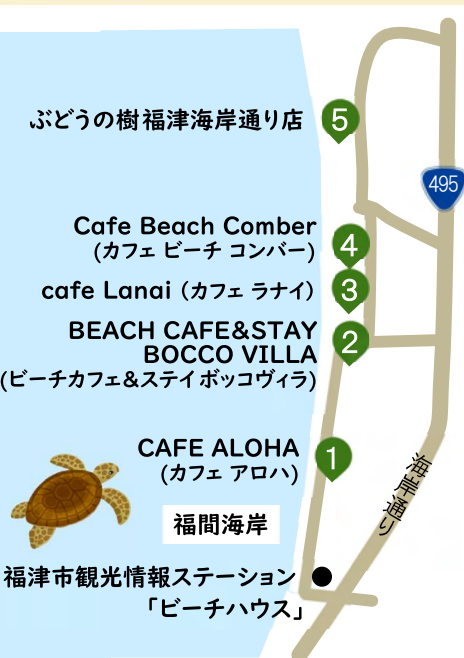 ぶどうの樹福津海岸通り店
5
495
Cafe Beach Comber
(カフェ ビーチ コンバー)
4
cafe Lanai (カフェ ラナイ)
3
BEACH CAFE&STAY
BOCCO VILLA
(ビーチカフェ&ステイボッコヴィラ)
2
CAFE ALOHA
(カフェ アロハ)
1
海岸通り
福間海岸
福津市観光情報ステーション
「ビーチハウス」